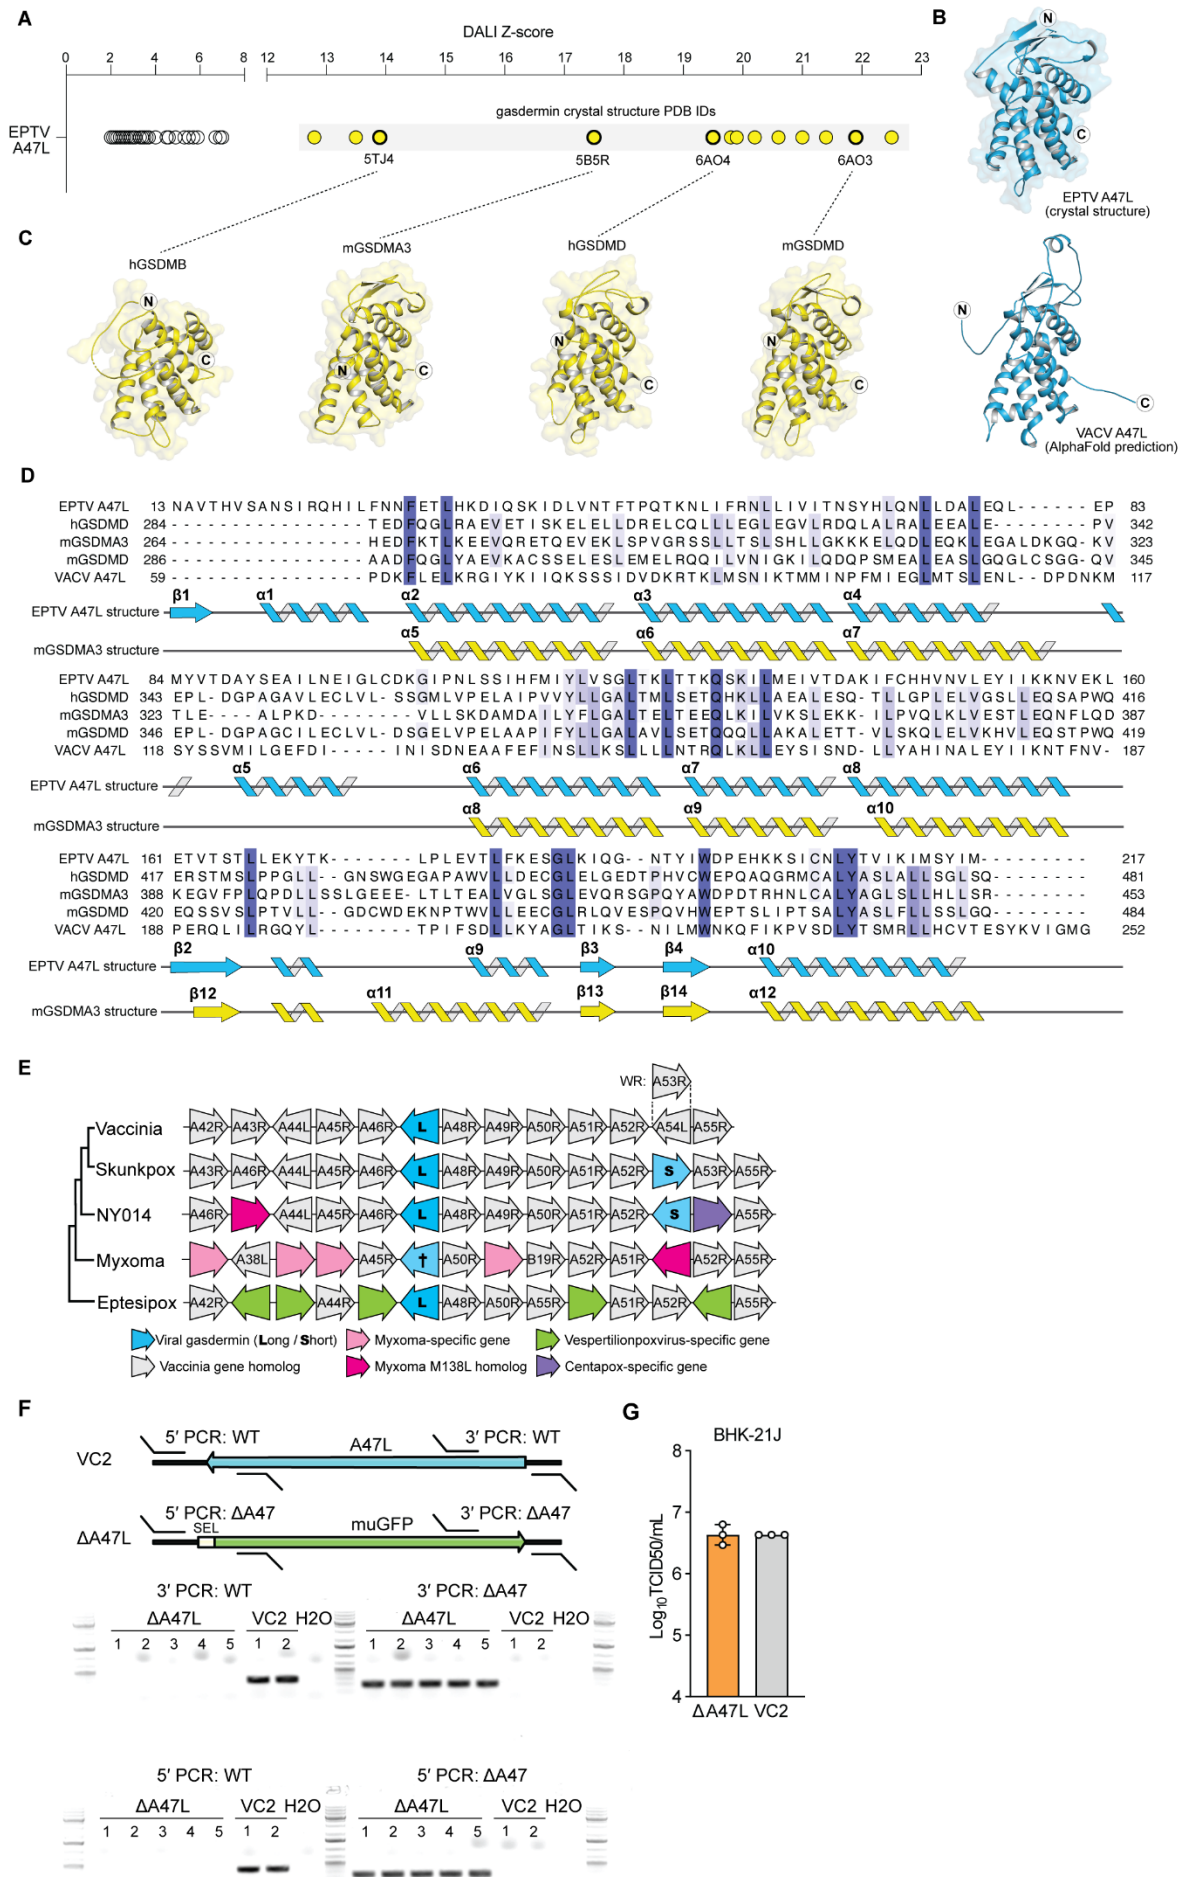 A
DALI Z-score
0 2 4 6 8 12 13 14 15 16 17 18 19 20 21 22 23
EPTV
A47L
gasdermin crystal structure PDB IDs
5TJ4 5B5R 6AO4 6AO3
B
N
C
EPTV A47L
(crystal structure)
N
C
VACV A47L
(AlphaFold prediction)
C
hGSDMB mGSDMA3 hGSDMD mGSDMD
N C N C N C N C
D
EPTV A47L 13 NAVTHVSANSIRQHILFNNFETLHKDIQSKIDLVNTFTPQTKNLIFRNLLIVITNSYHLQNLLDALEQL-----EP 83
hGSDMD 284 ----------------TEDFQGLRAEVETISKELELLDRELCQLLLEGLEGVLRDQLALRALEEALE------PV 342
mGSDMA3 264 ----------------HEDFKTLKEEVQRETQEVEKLSPVGRSSLLTSLSHLLGKKKELQDLEQKLEGALDKGQ-KV 323
mGSDMD 286 ----------------AADFQGLYAEVKACSSELESLEMELRQQILVNIGKILQDQPSMEALEASLGQGLCSGG-QV 345
VACV A47L 59 ----------------PDKFLELKRGIYKIIQKSSSIDVDKRTKLMSNIKTMMINPFMIEGLMTSLENL--DPDNKM 117
β1 α1 α2 α3 α4
EPTV A47L structure
α5 α6 α7
mGSDMA3 structure
EPTV A47L 84 MYVTDAYSEAILNEIGLCDKGIPNLSSIHFMIYLVSGLTKLTTKQSKILMEIVTDAKIFCHHVNVLEYIIKKNVEKL 160
hGSDMD 343 EPL-DGPAGAVLECLVL-SSGMLVPELAIPVVYLLGALTMLSETQHKLLAEALESQ--TLLGPLELVGSLLEQSAPWQ 416
mGSDMA3 323 TLE-----ALPKD------VLLSKDAMDAILYFLGALTELTEEQLKILVKSLEKK--ILPVQLKLVESTLEQNFLQD 387
mGSDMD 346 EPLDGPAGCILECLVL-DSGELVPELAAPIFYLLGALAVLSETQQQLLAKALETT--VLSKQLELVKHVLEQSTPWQ 419
VACV A47L 118 SYSSVMILGEFDI------INISDNEAAFEFINSLLKSLLLNTRQLKLLEYSISND--LLYAHINALEYIIKNTFNV- 187
α5 α6 α7 α8
EPTV A47L structure
α8 α9 α10
mGSDMA3 structure
EPTV A47L 161 ETVTSTLLEKYTK-------LPLEVTLFKESGLKIQG--NTYIWDPEHKKSICNLYTVIKIMSYIM-------- 217
hGSDMD 417 ERSTMSLPPGLL--GNSWGEGAPAWVLLDECGLELGEDTPHVCWEPQAQGRMCALYASLALLSGLSQ------- 481
mGSDMA3 388 KEGVFPLQPDLLSSLGEEE--LTLTEALVGLSGLEVQRSGPQYAWDPDTRHNLCALYAGLSLLHLLSR------ 453
mGSDMD 420 EQSSVSLPTVLL--GDCWDEKNPTWVLLEECGLRLQVESPQVHWEPTSLIPTSALYASLFLLSSLGQ------- 484
VACV A47L 188 PERQLILRGQYL-------TPIFSDLLKYAGLTIKS--NILMWNKQFIKPVSDLYTSMRLLHCVTESYKVIGMG 252
β2 α9 β3 β4 α10
EPTV A47L structure
β12 α11 β13 β14 α12
mGSDMA3 structure
E
WR: A53R
Vaccinia A42R A43R A44L A45R A46R L A48R A49R A50R A51R A52R A54L A55R
Skunkpox A43R A46R A44L A45R A46R L A48R A49R A50R A51R A52R S A53R A55R
NY014 A46R A44L A45R A46R L A48R A49R A50R A51R A52R S A55R
Myxoma A38L A45R † A50R B19R A52R A51R A52R A55R
Eptesipox A42R A44R L A48R A50R A55R A51R A52R A55R
Viral gasdermin (Long / Short) Myxoma-specific gene Vespertilionpoxvirus-specific gene
Vaccinia gene homolog Myxoma M138L homolog Centapox-specific gene
F
5′ PCR: WT A47L 3′ PCR: WT
VC2
5′ PCR: ΔA47 muGFP 3′ PCR: ΔA47
SEL
ΔA47L
3′ PCR: WT 3′ PCR: ΔA47
ΔA47L VC2 H2O ΔA47L VC2 H2O
1 2 3 4 5 1 2 1 2 3 4 5 1 2
5′ PCR: WT 5′ PCR: ΔA47
ΔA47L VC2 H2O ΔA47L VC2 H2O
1 2 3 4 5 1 2 1 2 3 4 5 1 2
G
BHK-21J
Log10TCID50/mL
8
7
6
5
4
ΔA47L VC2